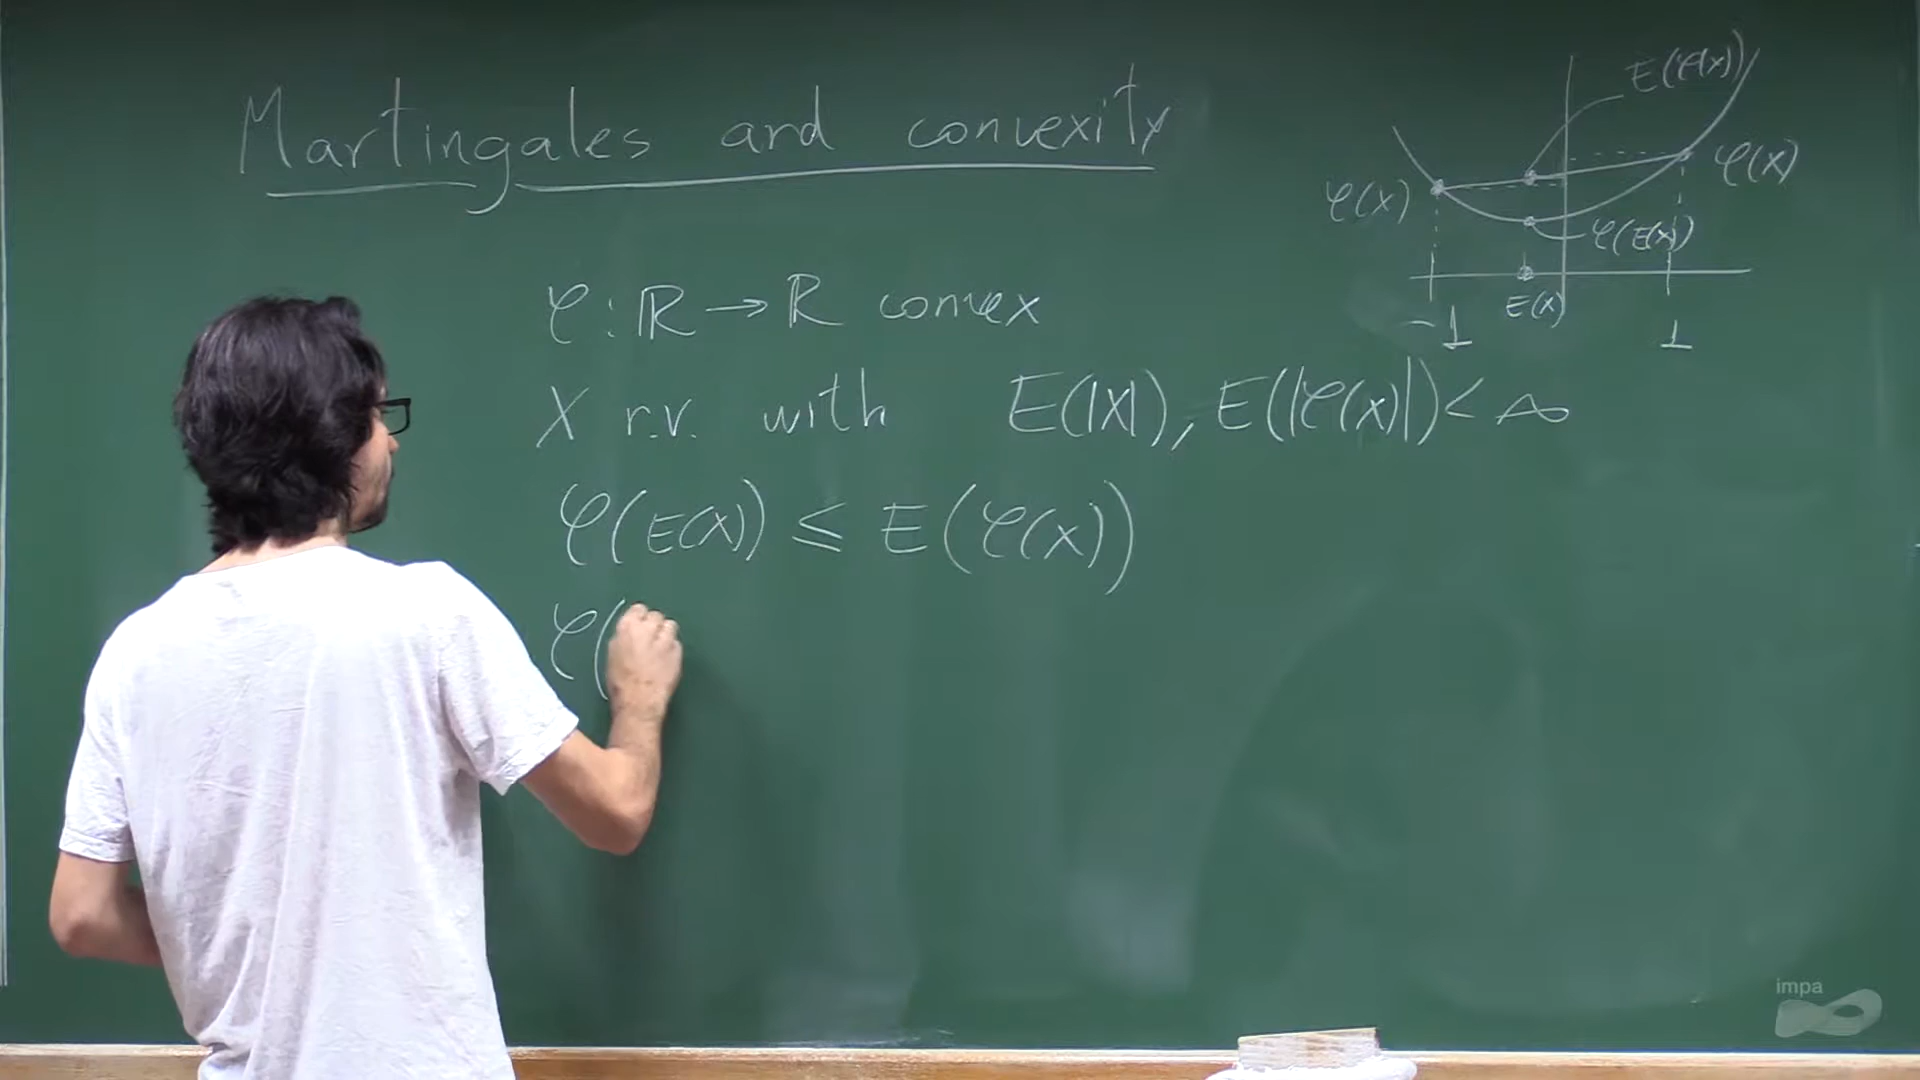 Martingales and convexity
E(φ(x))
φ(x)
φ(x)
φ(E(x))
E(x)
-1
1
φ: ℝ → ℝ convex
X r.v. with E(|X|), E(|φ(x)|) < ∞
φ(E(X)) ≤ E(φ(X))
φ(
impa